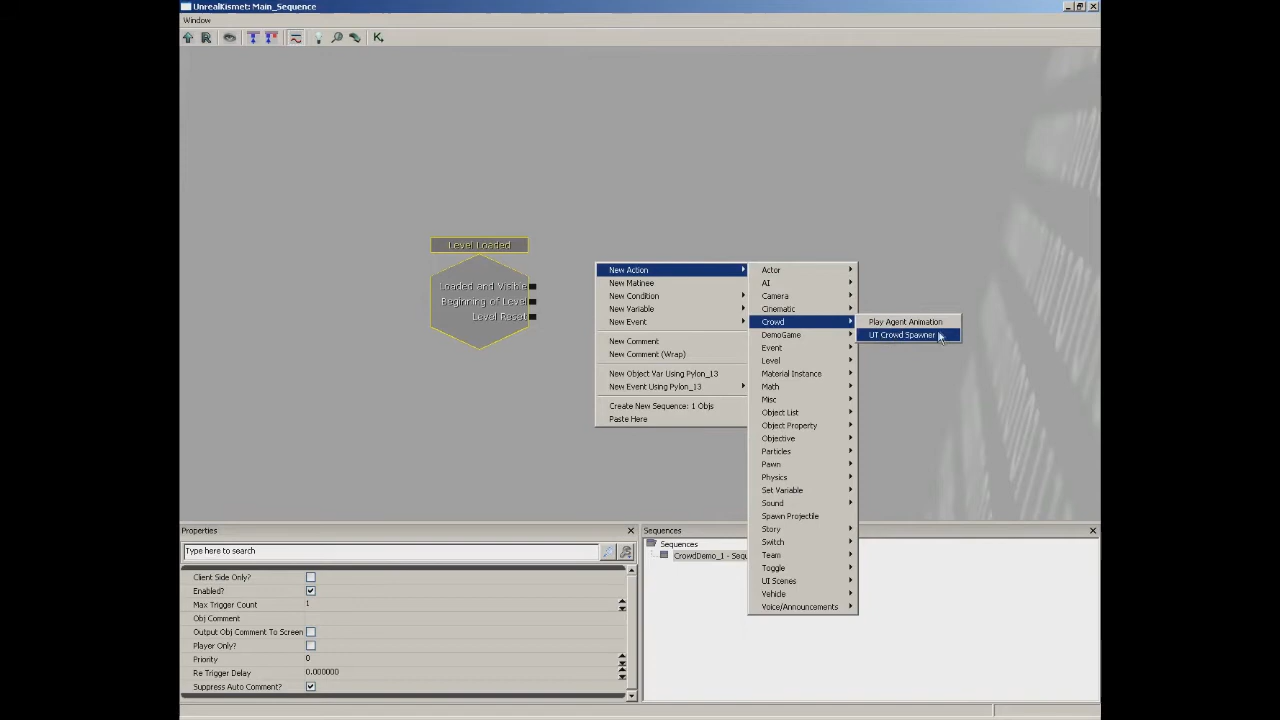 UnrealKismet: Main_Sequence
Window
Level Loaded
Loaded and Visible
Beginning of Level
Level Reset
New Action
New Matinee
New Condition
New Variable
New Event
New Comment
New Comment (Wrap)
New Object Var Using Pylon_13
New Event Using Pylon_13
Create New Sequence: 1 Objs
Paste Here
Actor
AI
Camera
Cinematic
Crowd
DemoGame
Event
Level
Material Instance
Math
Misc
Object List
Object Property
Objective
Particles
Pawn
Physics
Set Variable
Sound
Spawn Projectile
Story
Switch
Team
Toggle
UI Scenes
Vehicle
Voice/Announcements
Play Agent Animation
UT Crowd Spawner
Properties
Type here to search
Client Side Only?
Enabled?
Max Trigger Count 1
Obj Comment
Output Obj Comment To Screen
Player Only?
Priority 0
Re Trigger Delay 0.000000
Suppress Auto Comment?
Sequences
Sequences
CrowdDemo_1 - Sequ